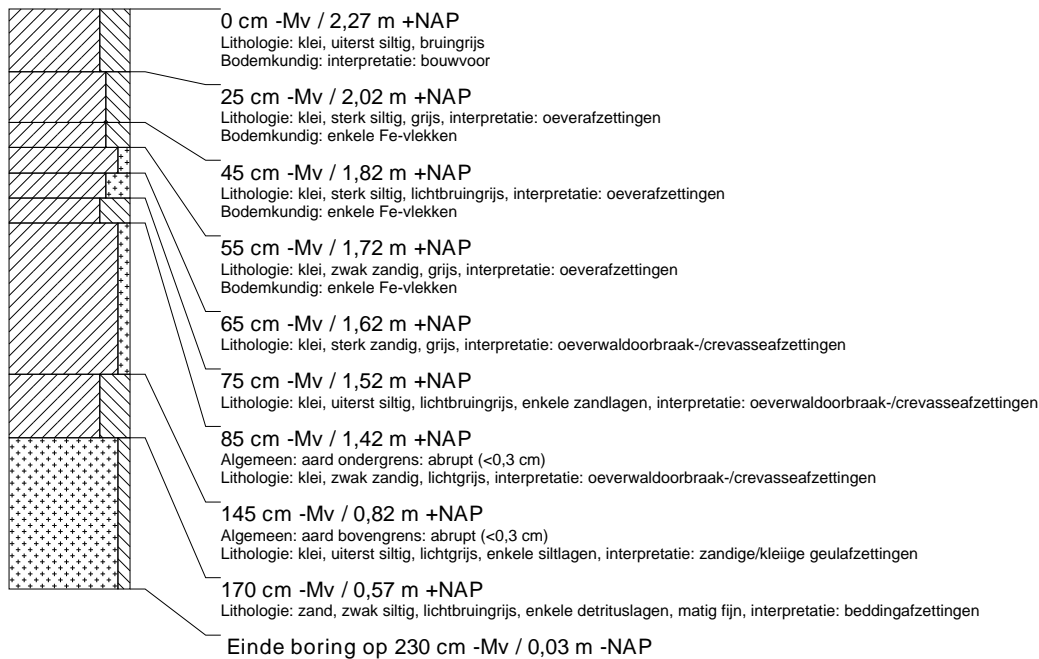 0 cm -Mv / 2,27 m +NAP
Lithologie: klei, uiterst siltig, bruingrijs
Bodemkundig: interpretatie: bouwvoor
25 cm -Mv / 2,02 m +NAP
Lithologie: klei, sterk siltig, grijs, interpretatie: oeverafzettingen
Bodemkundig: enkele Fe-vlekken
45 cm -Mv / 1,82 m +NAP
Lithologie: klei, sterk siltig, lichtbruingrijs, interpretatie: oeverafzettingen
Bodemkundig: enkele Fe-vlekken
55 cm -Mv / 1,72 m +NAP
Lithologie: klei, zwak zandig, grijs, interpretatie: oeverafzettingen
Bodemkundig: enkele Fe-vlekken
65 cm -Mv / 1,62 m +NAP
Lithologie: klei, sterk zandig, grijs, interpretatie: oeverwaldoorbraak-/crevasseafzettingen
75 cm -Mv / 1,52 m +NAP
Lithologie: klei, uiterst siltig, lichtbruingrijs, enkele zandlagen, interpretatie: oeverwaldoorbraak-/crevasseafzettingen
85 cm -Mv / 1,42 m +NAP
Algemeen: aard ondergrens: abrupt (<0,3 cm)
Lithologie: klei, zwak zandig, lichtgrijs, interpretatie: oeverwaldoorbraak-/crevasseafzettingen
145 cm -Mv / 0,82 m +NAP
Algemeen: aard bovengrens: abrupt (<0,3 cm)
Lithologie: klei, uiterst siltig, lichtgrijs, enkele siltlagen, interpretatie: zandige/kleiige geulafzettingen
170 cm -Mv / 0,57 m +NAP
Lithologie: zand, zwak siltig, lichtbruingrijs, enkele detrituslagen, matig fijn, interpretatie: beddingafzettingen
Einde boring op 230 cm -Mv / 0,03 m -NAP